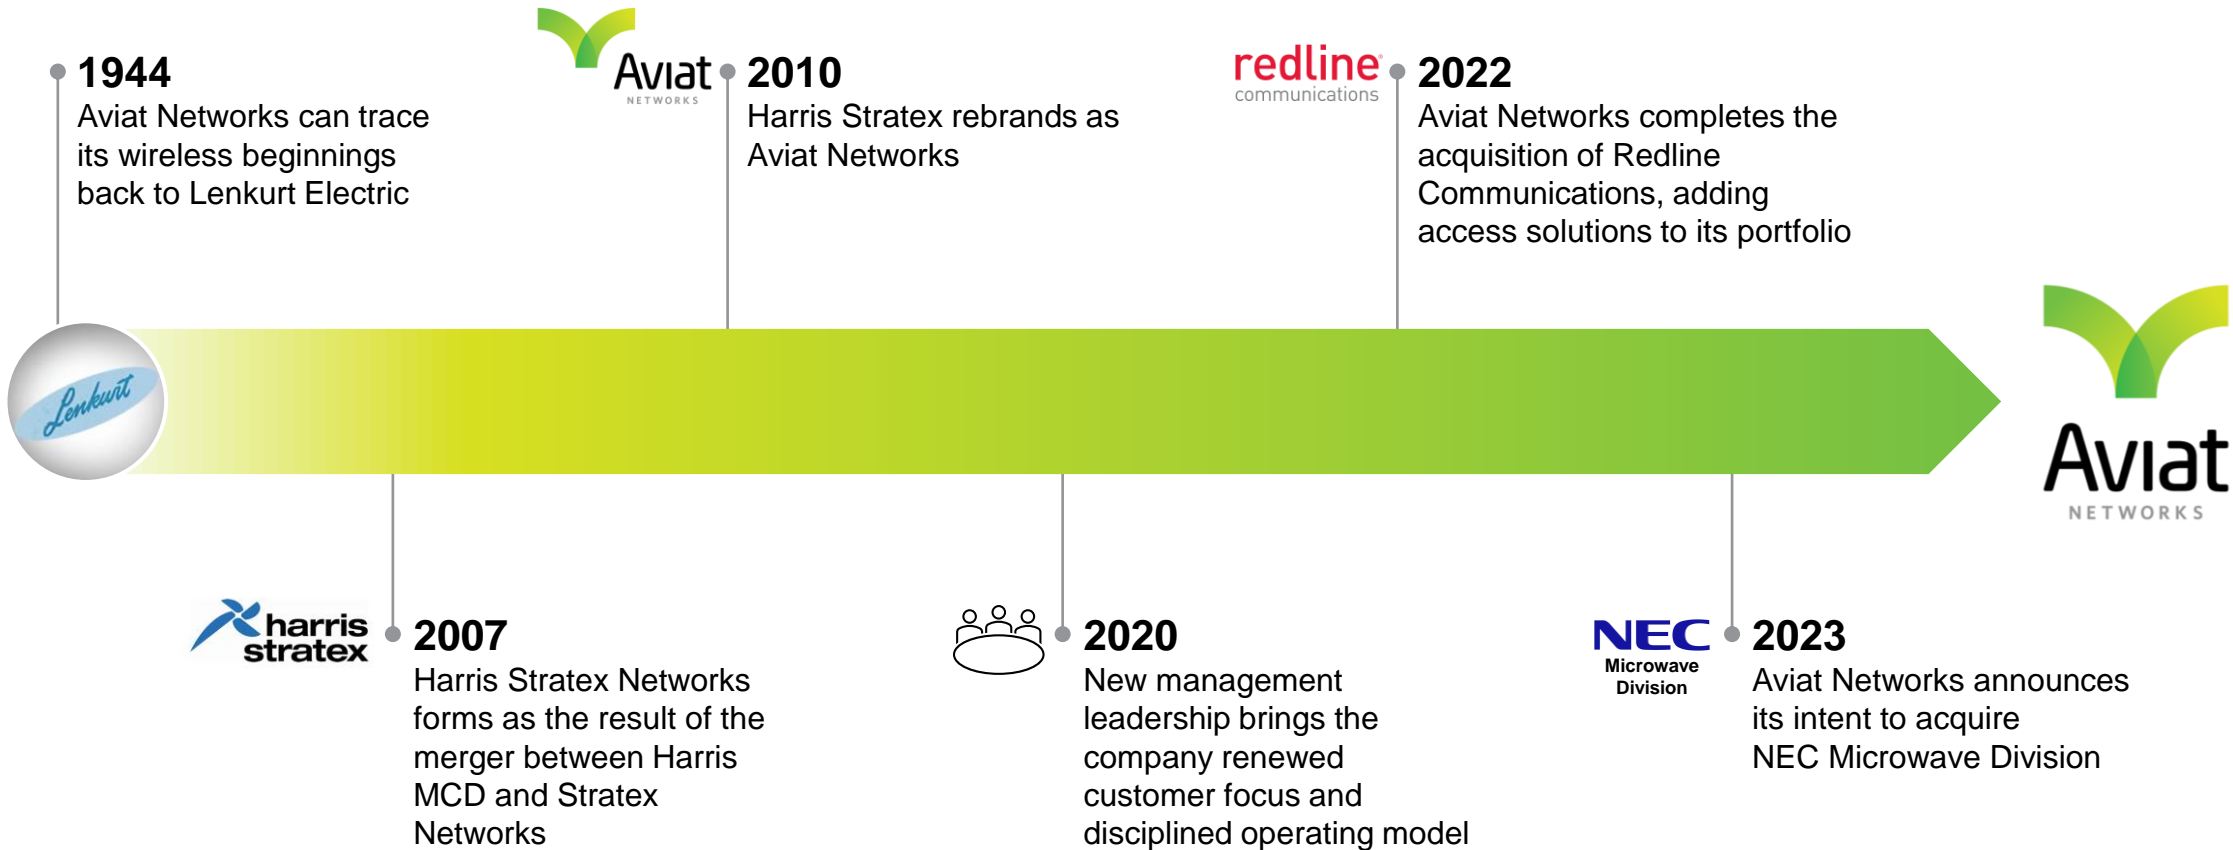 1944
Aviat Networks can trace
its wireless beginnings
back to Lenkurt Electric
Lenkurt
harris
stratex
2007
Harris Stratex Networks
forms as the result of the
merger between Harris
MCD and Stratex
Networks
Aviat
NETWORKS
2010
Harris Stratex rebrands as
Aviat Networks
2020
New management
leadership brings the
company renewed
customer focus and
disciplined operating model
redline
communications
2022
Aviat Networks completes the
acquisition of Redline
Communications, adding
access solutions to its portfolio
NEC
Microwave
Division
2023
Aviat Networks announces
its intent to acquire
NEC Microwave Division
Aviat
NETWORKS